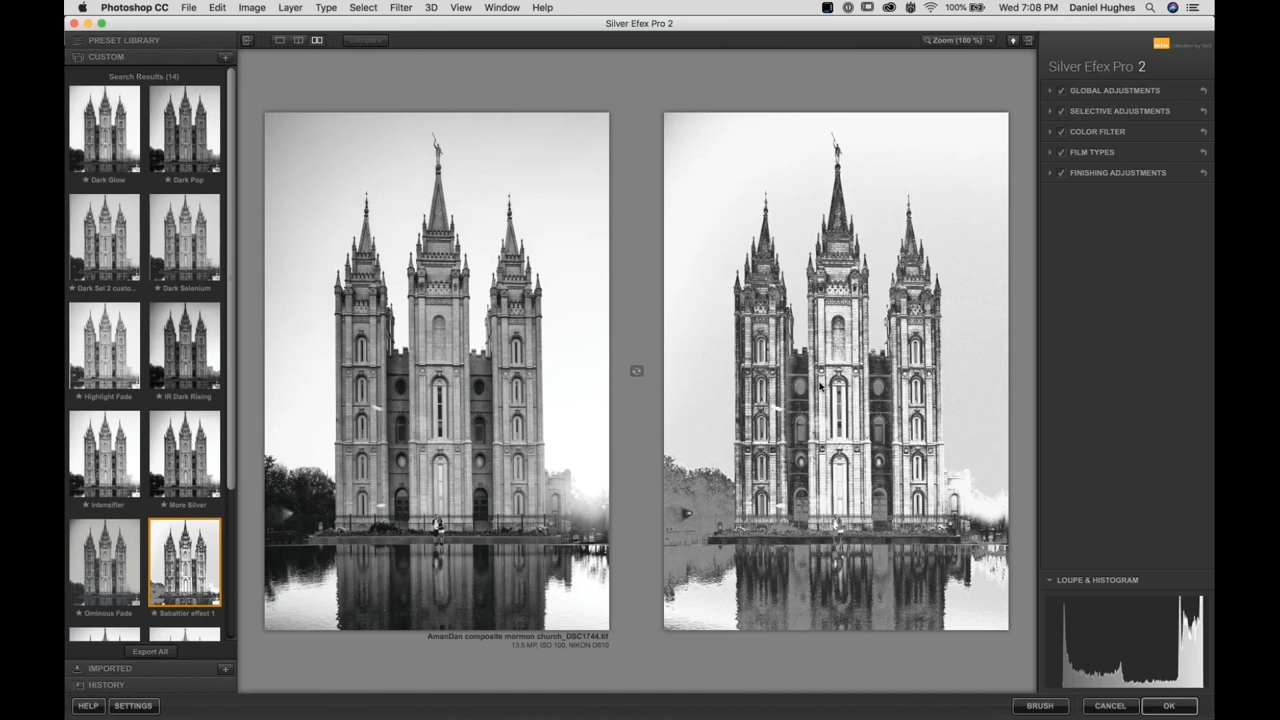 Photoshop CC File Edit Image Layer Type Select Filter 3D View Window Help 100% Wed 7:08 PM Daniel Hughes
Silver Efex Pro 2
PRESET LIBRARY
Compare
Zoom (100 %)
CUSTOM
Search Results (14)
Dark Glow
Dark Pop
Dark Sel 2 custo...
Dark Selenium
Highlight Fade
IR Dark Rising
Intensifier
More Silver
Ominous Fade
Sabattier effect 1
Export All
IMPORTED
HISTORY
HELP
SETTINGS
AmanDan composite mormon church_DSC1744.tif
13.5 MP, ISO 100, NIKON D810
Silver Efex Pro 2
GLOBAL ADJUSTMENTS
SELECTIVE ADJUSTMENTS
COLOR FILTER
FILM TYPES
FINISHING ADJUSTMENTS
LOUPE & HISTOGRAM
BRUSH
CANCEL
OK